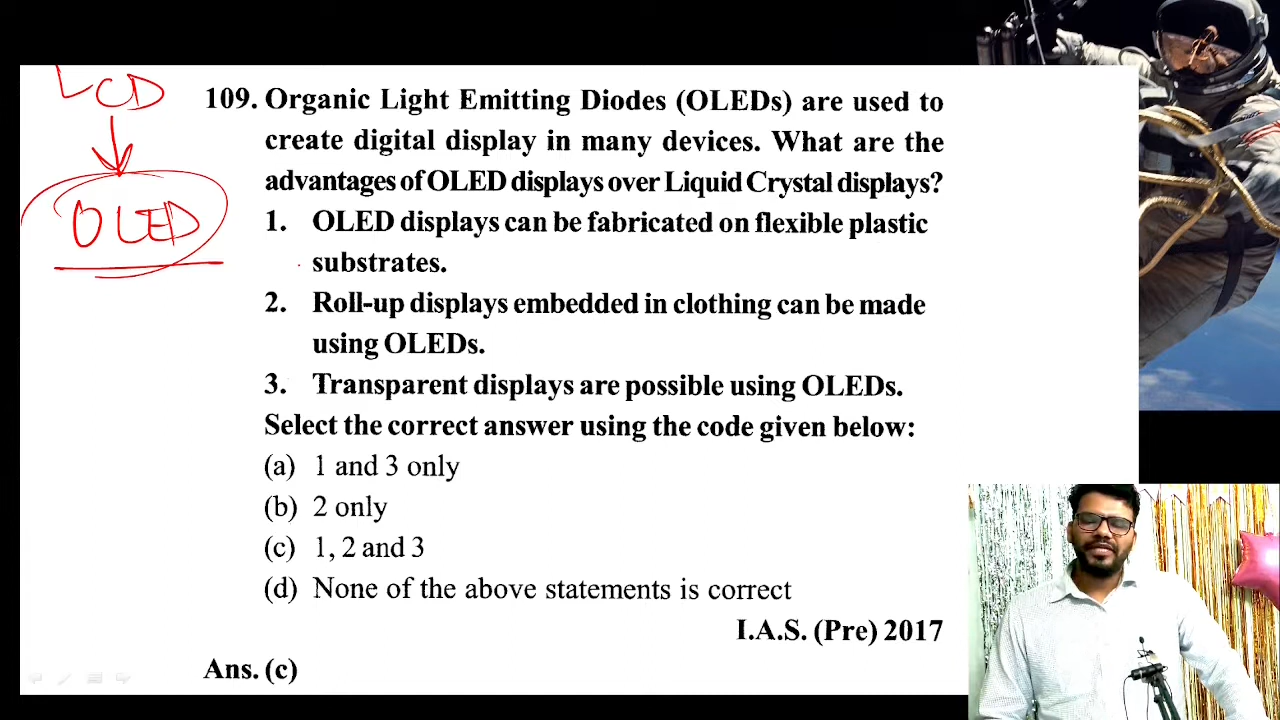 LCD
OLED
109. Organic Light Emitting Diodes (OLEDs) are used to
create digital display in many devices. What are the
advantages of OLED displays over Liquid Crystal displays?
1. OLED displays can be fabricated on flexible plastic
substrates.
2. Roll-up displays embedded in clothing can be made
using OLEDs.
3. Transparent displays are possible using OLEDs.
Select the correct answer using the code given below:
(a) 1 and 3 only
(b) 2 only
(c) 1, 2 and 3
(d) None of the above statements is correct
I.A.S. (Pre) 2017
Ans. (c)